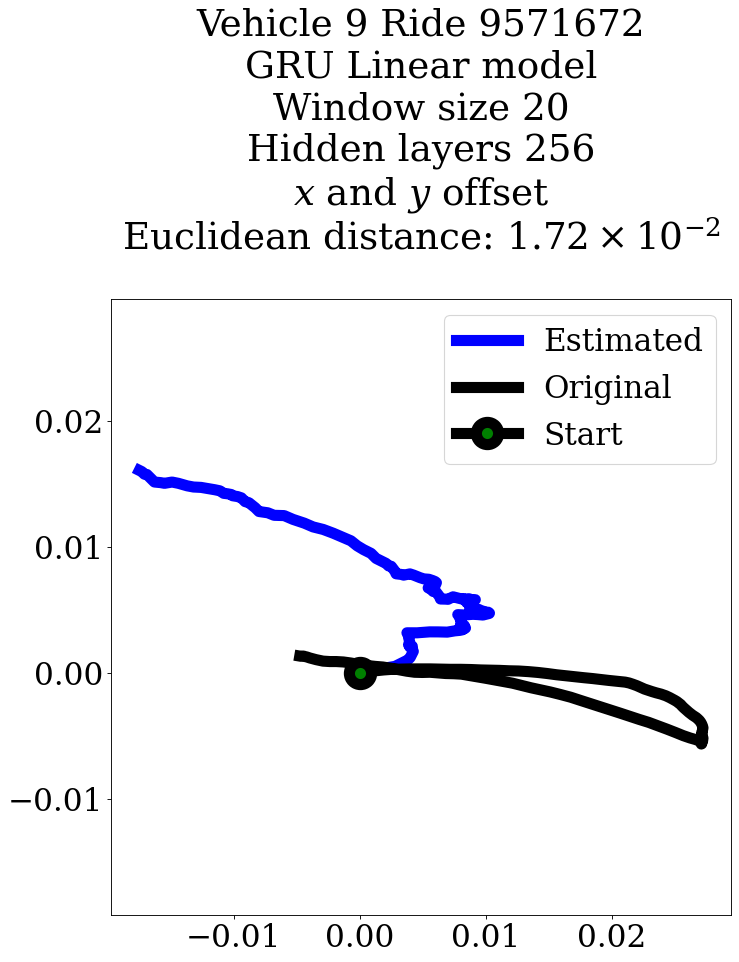 Vehicle 9 Ride 9571672
GRU Linear model
Window size 20
Hidden layers 256
x and y offset
Euclidean distance: 1.72 × 10⁻²
Estimated
Original
Start
0.02
0.01
0.00
−0.01
−0.01 0.00 0.01 0.02